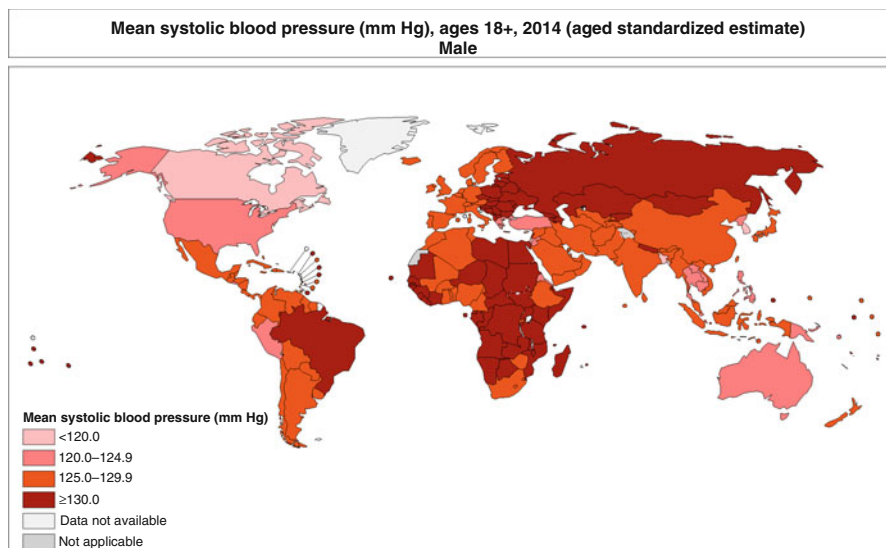 Mean systolic blood pressure (mm Hg), ages 18+, 2014 (aged standardized estimate)
Male
Mean systolic blood pressure (mm Hg)
<120.0
120.0–124.9
125.0–129.9
≥130.0
Data not available
Not applicable